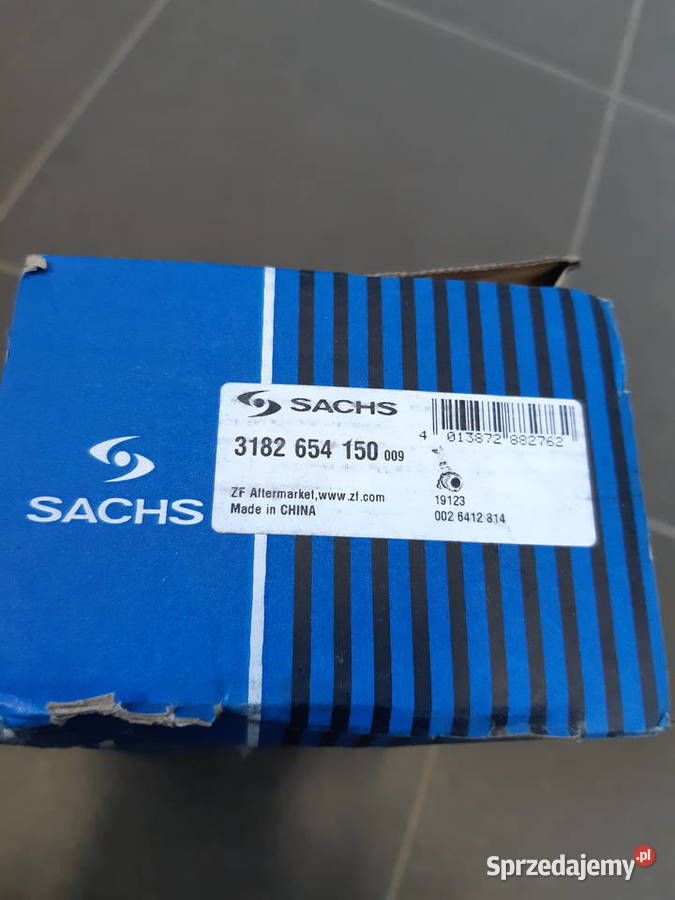 SACHS
SACHS
3182 654 150 009
ZF Aftermarket,www.zf.com
Made in CHINA
4 013872 882762
19123
002 6412 814
Sprzedajemy.pl